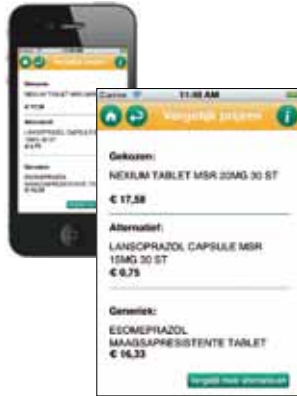 Carrier 11:48 AM
Vergelijk prijzen
Gekozen:
NEXIUM TABLET MSR 20MG 30 ST
€ 17,58
Alternatief:
LANSOPRAZOL CAPSULE MSR
15MG 30 ST
€ 0,75
Generiek:
ESOMEPRAZOL
MAAGSAPRESISTENTE TABLET
€ 16,33
Vergelijk meer alternatieven